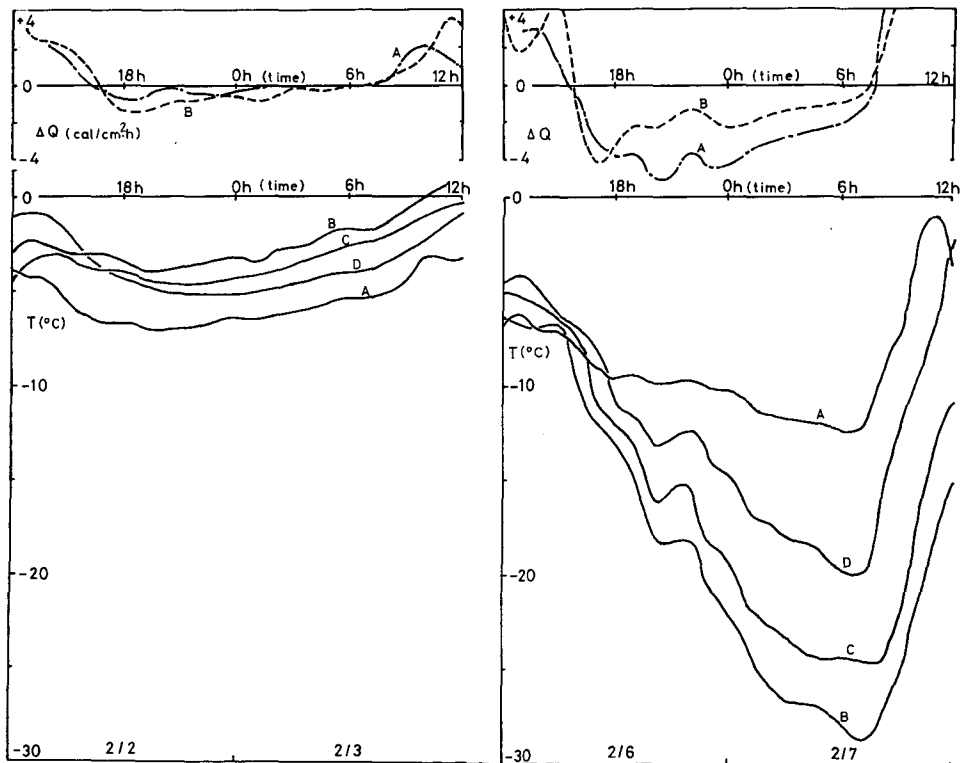 +4
A
18h 0h (time) 6h 12h
0
B
ΔQ (cal/cm²h)
-4
18h 0h (time) 6h 12h
0
B
C
D
A
T(°C)
-10
-20
-30 2/2 2/3
+4
18h 0h (time) 6h 12h
0
B
ΔQ
A
-4
18h 0h (time) 6h 12h
0
T(°C)
-10
A
D
-20
C
B
-30 2/6 2/7